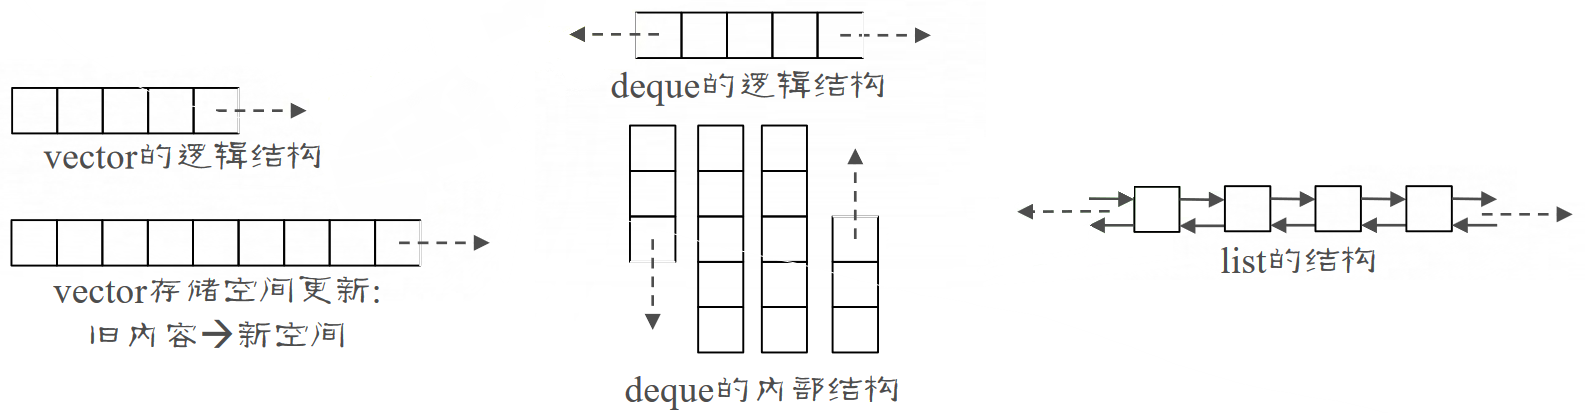 vector的逻辑结构
vector存储空间更新:
旧内容→新空间
deque的逻辑结构
deque的内部结构
list的结构